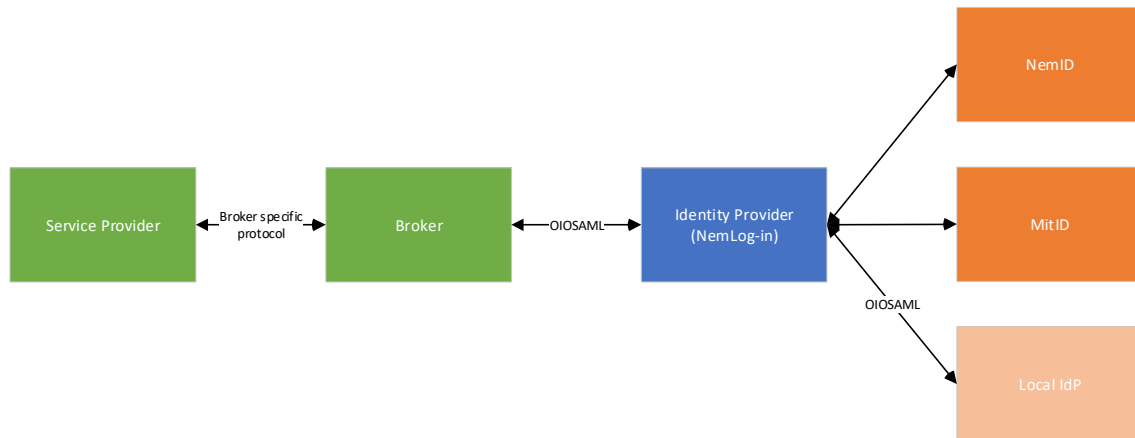 NemID
Service Provider
Broker specific
protocol
Broker
OIOSAML
Identity Provider
(NemLog-in)
MitID
OIOSAML
Local IdP